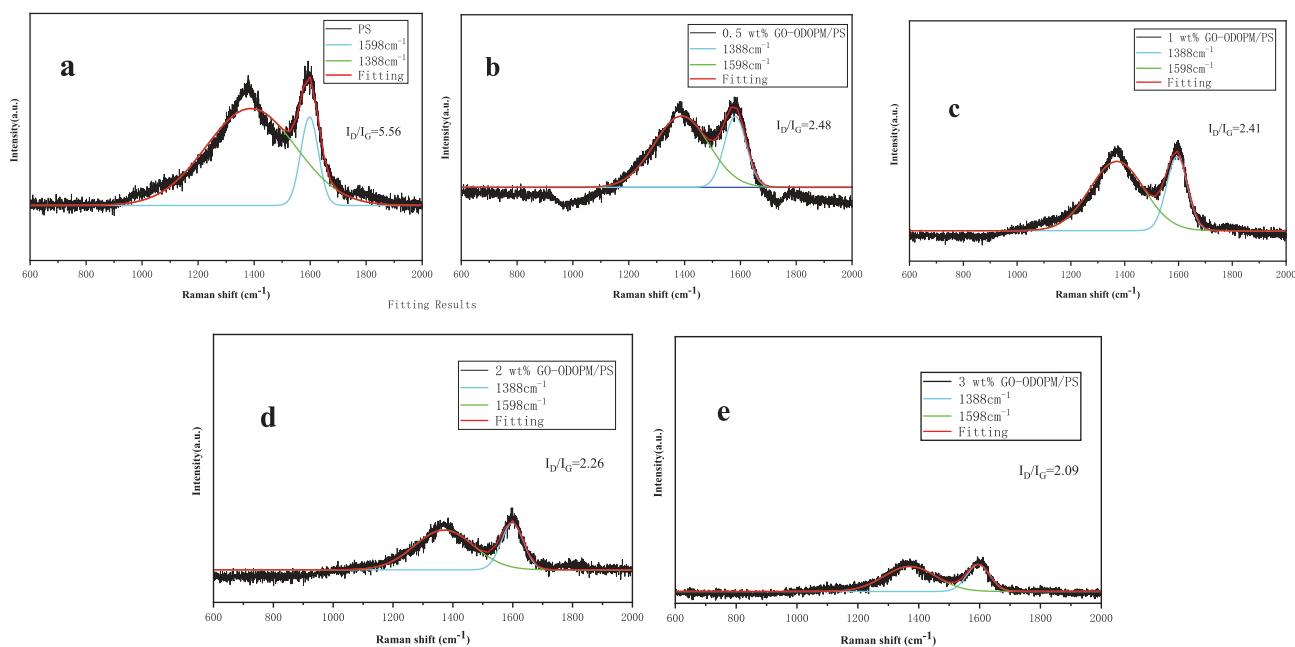 a
PS
1598cm⁻¹
1388cm⁻¹
Fitting
I_D/I_G=5.56
Intensity(a.u.)
600 800 1000 1200 1400 1600 1800 2000
Raman shift (cm⁻¹)
Fitting Results
b
0.5 wt% GO-ODOPM/PS
1388cm⁻¹
1598cm⁻¹
Fitting
I_D/I_G=2.48
Intensity(a.u.)
600 800 1000 1200 1400 1600 1800 2000
Raman shift (cm⁻¹)
c
1 wt% GO-ODOPM/PS
1388cm⁻¹
1598cm⁻¹
Fitting
I_D/I_G=2.41
Intensity(a.u.)
600 800 1000 1200 1400 1600 1800 2000
Raman shift (cm⁻¹)
d
2 wt% GO-ODOPM/PS
1388cm⁻¹
1598cm⁻¹
Fitting
I_D/I_G=2.26
Intensity(a.u.)
600 800 1000 1200 1400 1600 1800 2000
Raman shift (cm⁻¹)
e
3 wt% GO-ODOPM/PS
1388cm⁻¹
1598cm⁻¹
Fitting
I_D/I_G=2.09
Intensity(a.u.)
600 800 1000 1200 1400 1600 1800 2000
Raman shift (cm⁻¹)